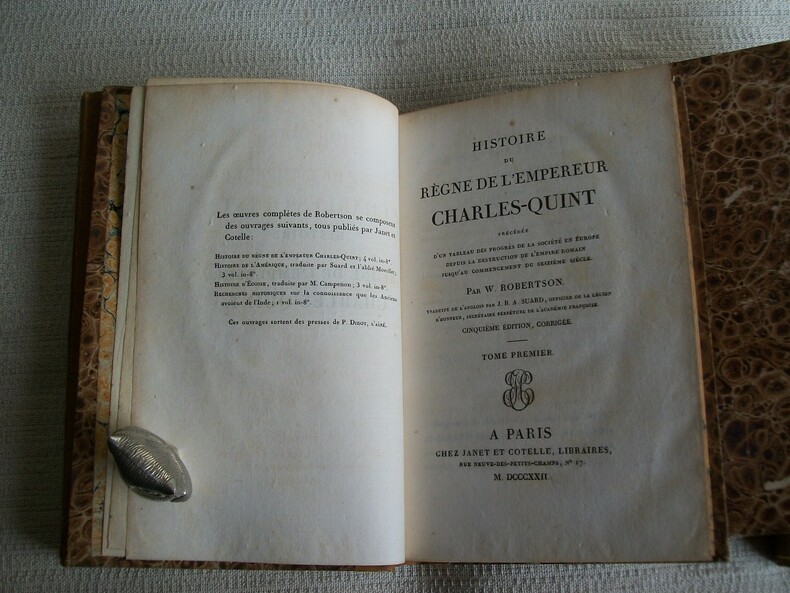 Les œuvres complètes de Robertson se composent
des ouvrages suivants, tous publiés par Janet et
Cotelle:
Histoire du règne de l'empereur Charles-Quint; 4 vol. in-8º.
Histoire de l'Amérique, traduite par Suard et l'abbé Morellet;
3 vol. in-8º.
Histoire d'Écosse, traduite par M. Campenon; 3 vol. in-8º.
Recherches historiques sur la connoissance que les Anciens
avoient de l'Inde; 1 vol. in-8º.
Ces ouvrages sortent des presses de P. Didot, l'aîné.
HISTOIRE
DU
RÈGNE DE L'EMPEREUR
CHARLES-QUINT
PRÉCÉDÉE
D'UN TABLEAU DES PROGRÈS DE LA SOCIÉTÉ EN EUROPE
DEPUIS LA DESTRUCTION DE L'EMPIRE ROMAIN
JUSQU'AU COMMENCEMENT DU SEIZIÈME SIÈCLE.
PAR W. ROBERTSON.
TRADUITE DE L'ANGLOIS PAR J. B. A. SUARD, OFFICIER DE LA LÉGION
D'HONNEUR, SECRÉTAIRE PERPÉTUEL DE L'ACADÉMIE FRANÇOISE.
CINQUIÈME ÉDITION, CORRIGÉE.
TOME PREMIER.
A PARIS
CHEZ JANET ET COTELLE, LIBRAIRES,
RUE NEUVE-DES-PETITS-CHAMPS, Nº 17.
M. DCCCXXII.